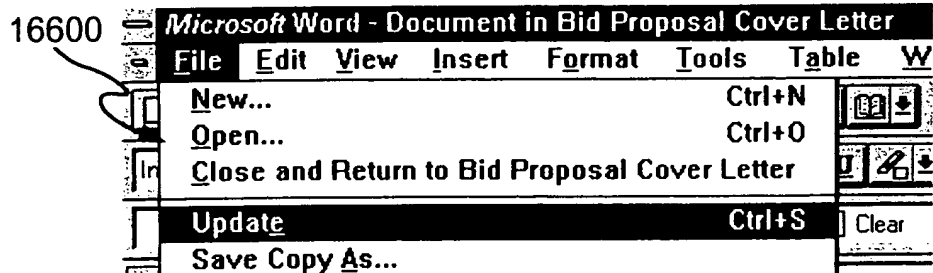 16600
Microsoft Word - Document in Bid Proposal Cover Letter
File Edit View Insert Format Tools Table W
New... Ctrl+N
Open... Ctrl+O
Close and Return to Bid Proposal Cover Letter
In
Update Ctrl+S Clear
Save Copy As...